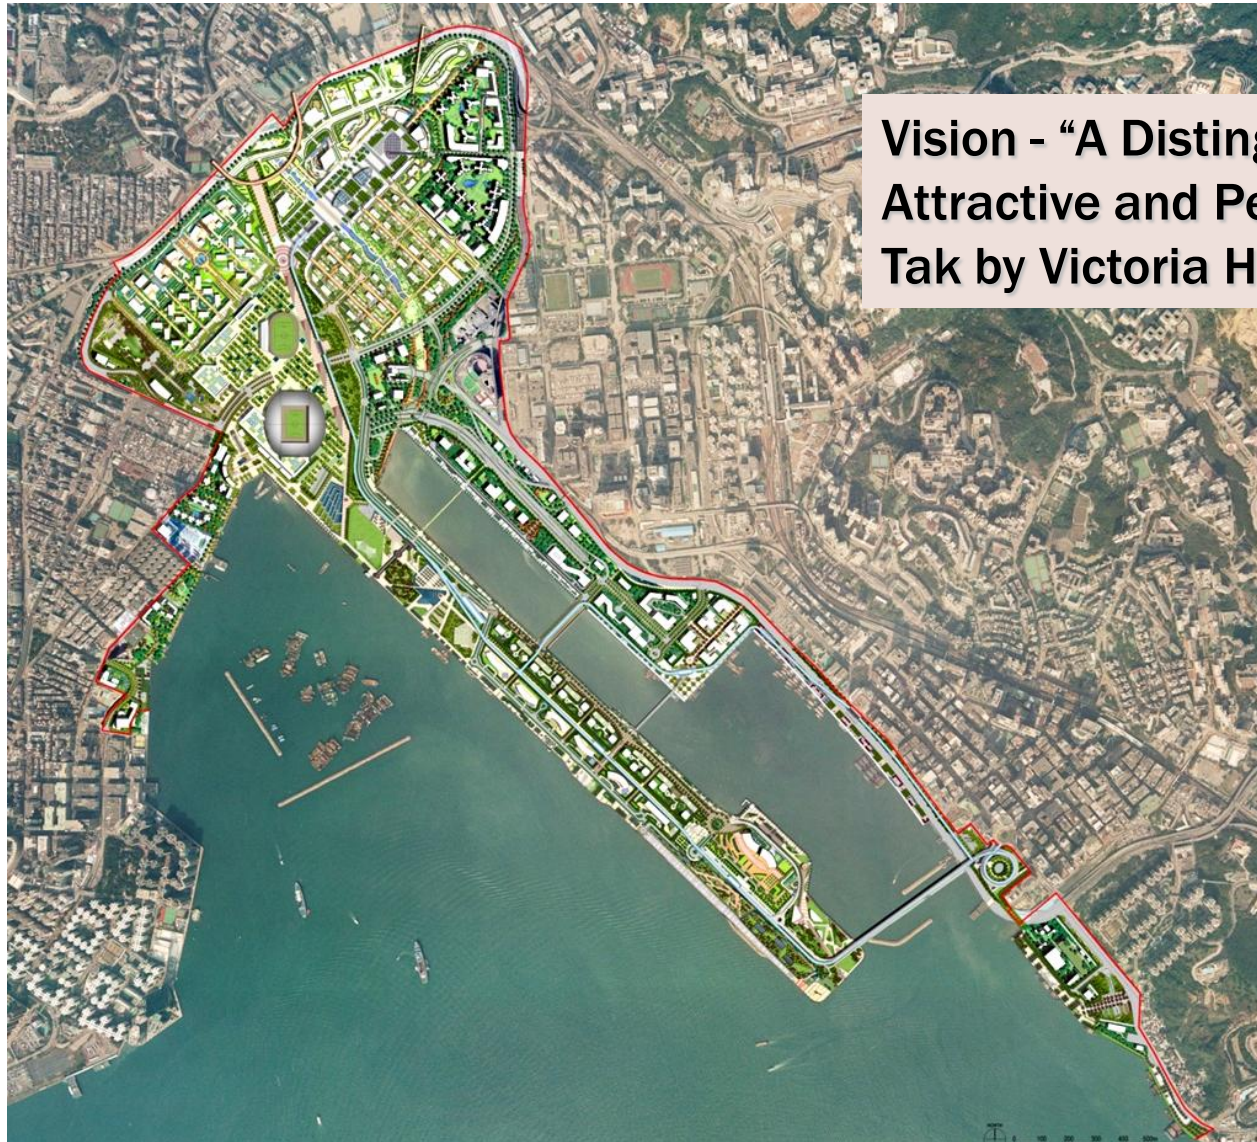 Vision - “A Disting
Attractive and Pe
Tak by Victoria H